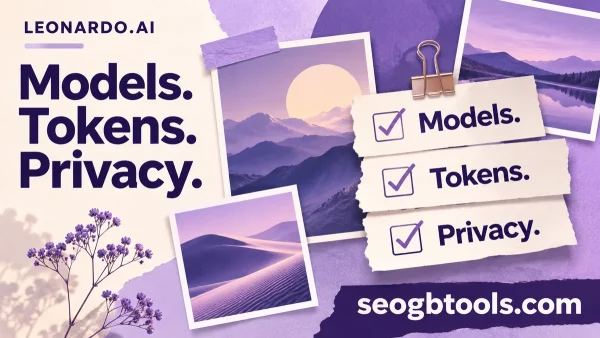 LEONARDO.AI
Models.
Tokens.
Privacy.
Models.
Tokens.
Privacy.
seogbtools.com